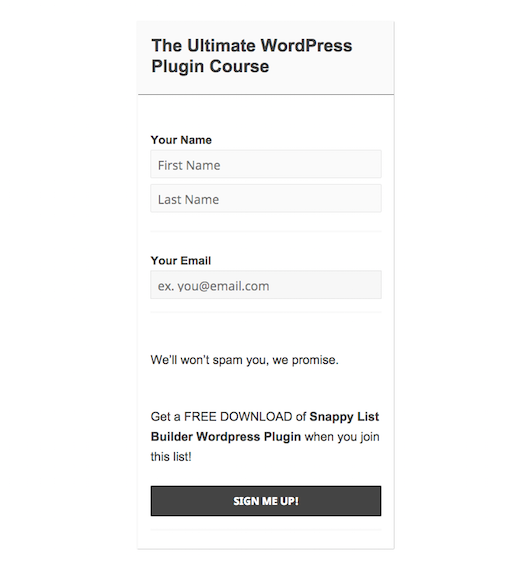 The Ultimate WordPress
Plugin Course
Your Name
First Name
Last Name
Your Email
ex. you@email.com
We'll won't spam you, we promise.
Get a FREE DOWNLOAD of Snappy List
Builder Wordpress Plugin when you join
this list!
SIGN ME UP!